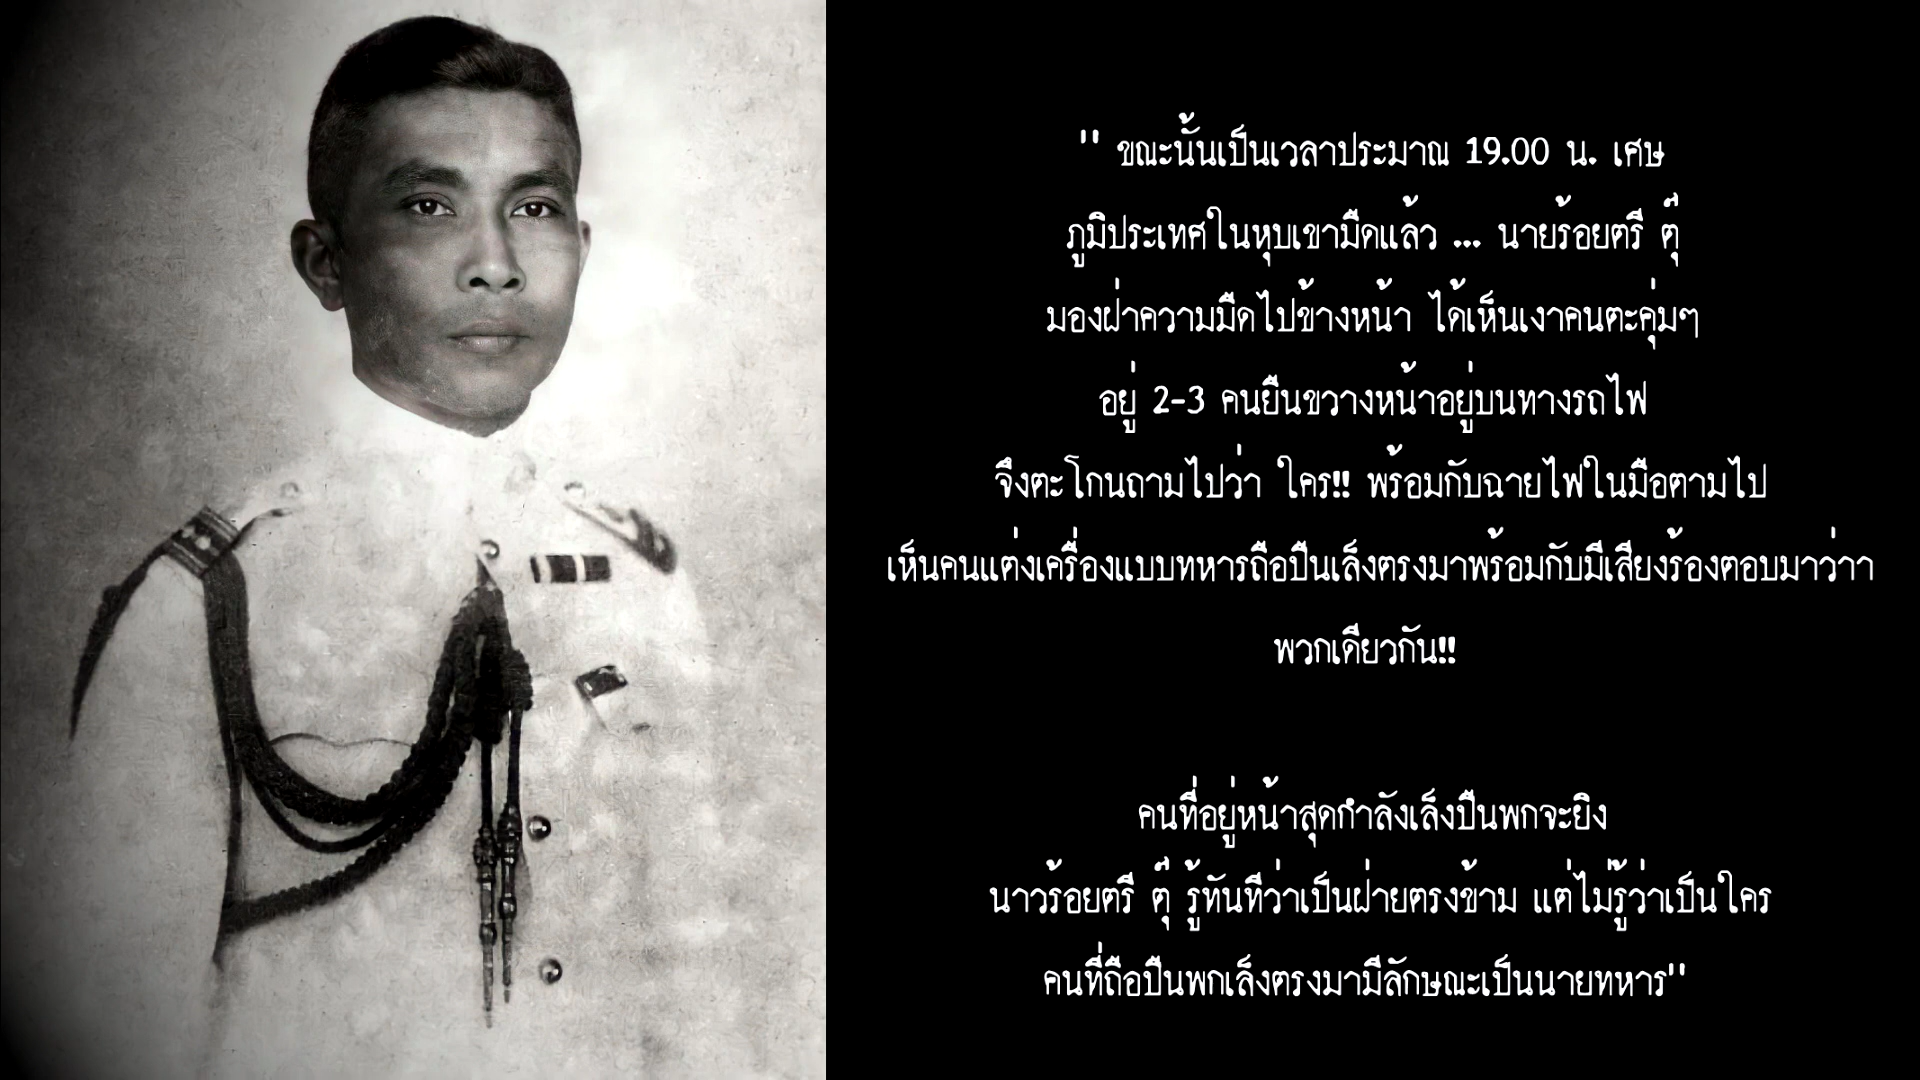 " ขณะนั้นเป็นเวลาประมาณ 19.00 น. เศษ
ภูมิประเทศในหุบเขามืดแล้ว ... นายร้อยตรี ตุ๊
มองฝ่าความมืดไปข้างหน้า ได้เห็นเงาคนตะคุ่มๆ
อยู่ 2-3 คนยืนขวางหน้าอยู่บนทางรถไฟ
จึงตะโกนถามไปว่า ใคร!! พร้อมกับฉายไฟในมือตามไป
เห็นคนแต่งเครื่องแบบทหารถือปืนเล็งตรงมาพร้อมกับมีเสียงร้องตอบมาว่าา
พวกเดียวกัน!!
คนที่อยู่หน้าสุดกำลังเล็งปืนพกจะยิง
นาวร้อยตรี ตุ๊ รู้ทันทีว่าเป็นฝ่ายตรงข้าม แต่ไม่รู้ว่าเป็นใคร
คนที่ถือปืนพกเล็งตรงมามีลักษณะเป็นนายทหาร"